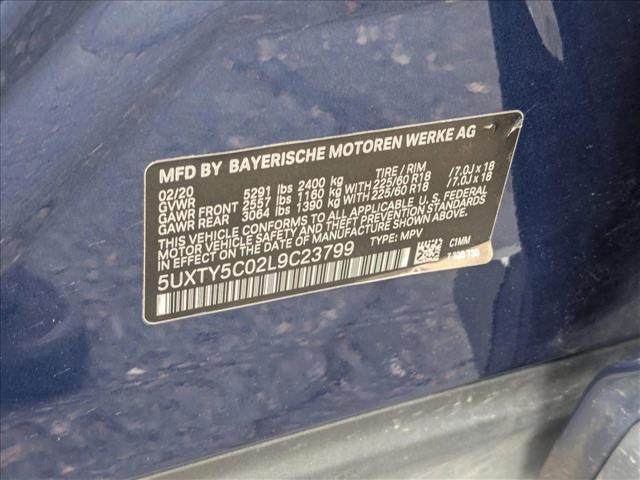 MFD BY BAYERISCHE MOTOREN WERKE AG
02/20 TIRE / RIM
GVWR 5291 lbs 2400 kg
GAWR FRONT 2557 lbs 1160 kg WITH 225/60 R18 /7.0J x 18
GAWR REAR 3064 lbs 1390 kg WITH 225/60 R18 /7.0J x 18
THIS VEHICLE CONFORMS TO ALL APPLICABLE U. S. FEDERAL
MOTOR VEHICLE SAFETY AND THEFT PREVENTION STANDARDS
IN EFFECT ON THE DATE OF MANUFACTURE SHOWN ABOVE.
5UXTY5C02L9C23799 TYPE: MPV C1MM